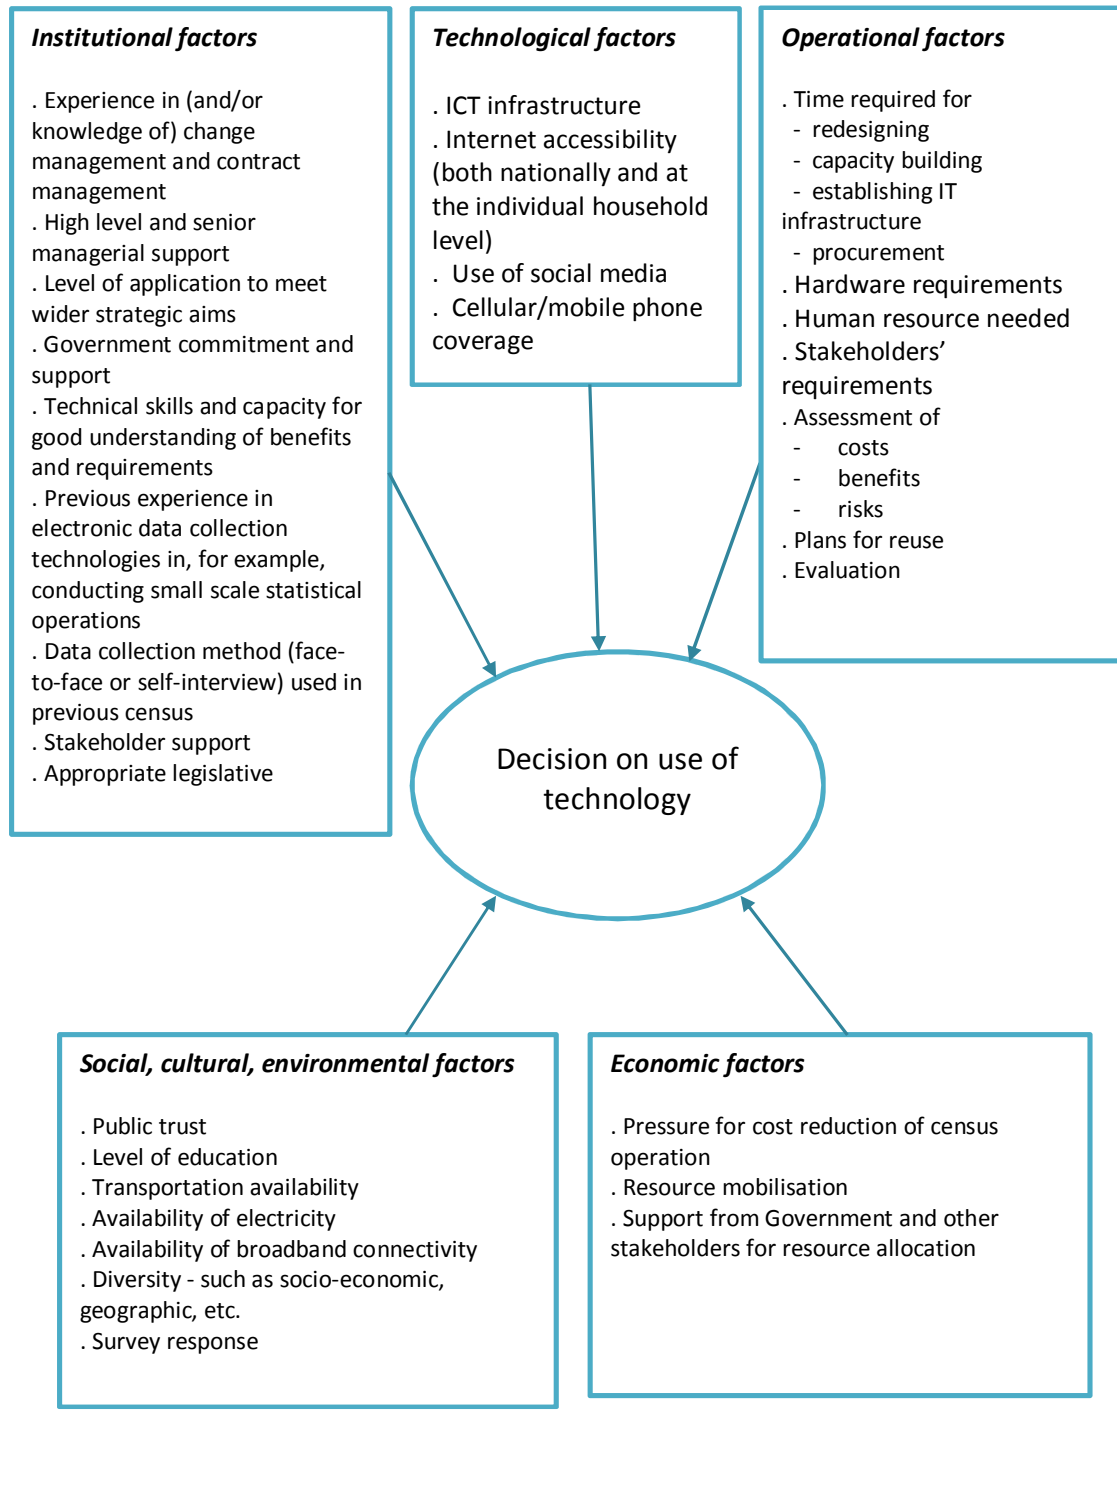 Institutional factors
. Experience in (and/or
knowledge of) change
management and contract
management
. High level and senior
managerial support
. Level of application to meet
wider strategic aims
. Government commitment and
support
. Technical skills and capacity for
good understanding of benefits
and requirements
. Previous experience in
electronic data collection
technologies in, for example,
conducting small scale statistical
operations
. Data collection method (face-
to-face or self-interview) used in
previous census
. Stakeholder support
. Appropriate legislative
Technological factors
. ICT infrastructure
. Internet accessibility
(both nationally and at
the individual household
level)
. Use of social media
. Cellular/mobile phone
coverage
Operational factors
. Time required for
- redesigning
- capacity building
- establishing IT
infrastructure
- procurement
. Hardware requirements
. Human resource needed
. Stakeholders’
requirements
. Assessment of
- costs
- benefits
- risks
. Plans for reuse
. Evaluation
Decision on use of
technology
Social, cultural, environmental factors
. Public trust
. Level of education
. Transportation availability
. Availability of electricity
. Availability of broadband connectivity
. Diversity - such as socio-economic,
geographic, etc.
. Survey response
Economic factors
. Pressure for cost reduction of census
operation
. Resource mobilisation
. Support from Government and other
stakeholders for resource allocation